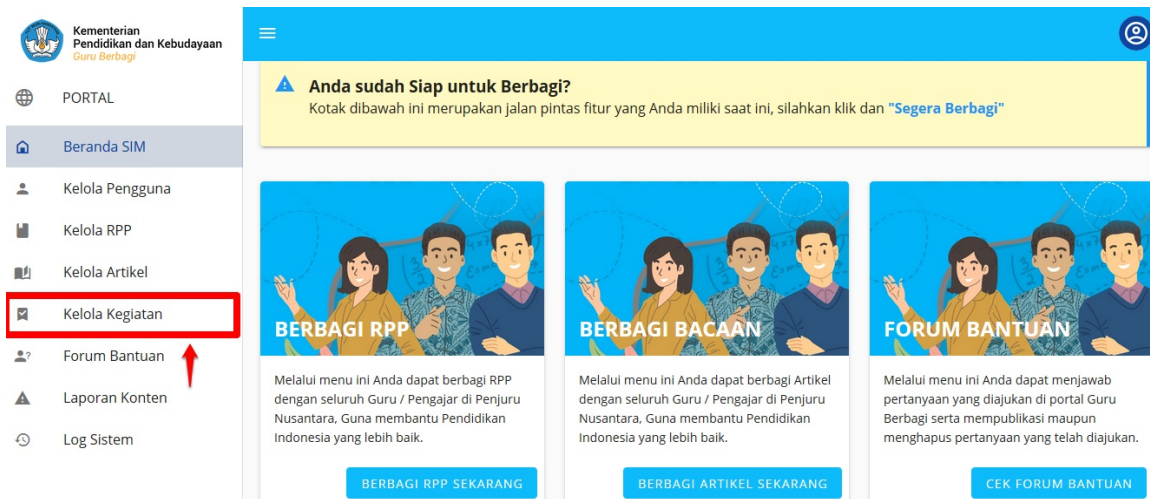 Kementerian
Pendidikan dan Kebudayaan
Guru Berbagi
PORTAL
Beranda SIM
Kelola Pengguna
Kelola RPP
Kelola Artikel
Kelola Kegiatan
Forum Bantuan
Laporan Konten
Log Sistem
Anda sudah Siap untuk Berbagi?
Kotak dibawah ini merupakan jalan pintas fitur yang Anda miliki saat ini, silahkan klik dan "Segera Berbagi"
BERBAGI RPP
Melalui menu ini Anda dapat berbagi RPP
dengan seluruh Guru / Pengajar di Penjuru
Nusantara, Guna membantu Pendidikan
Indonesia yang lebih baik.
BERBAGI RPP SEKARANG
BERBAGI BACAAN
Melalui menu ini Anda dapat berbagi Artikel
dengan seluruh Guru / Pengajar di Penjuru
Nusantara, Guna membantu Pendidikan
Indonesia yang lebih baik.
BERBAGI ARTIKEL SEKARANG
FORUM BANTUAN
Melalui menu ini Anda dapat menjawab
pertanyaan yang diajukan di portal Guru
Berbagi serta mempublikasi maupun
menghapus pertanyaan yang telah diajukan.
CEK FORUM BANTUAN